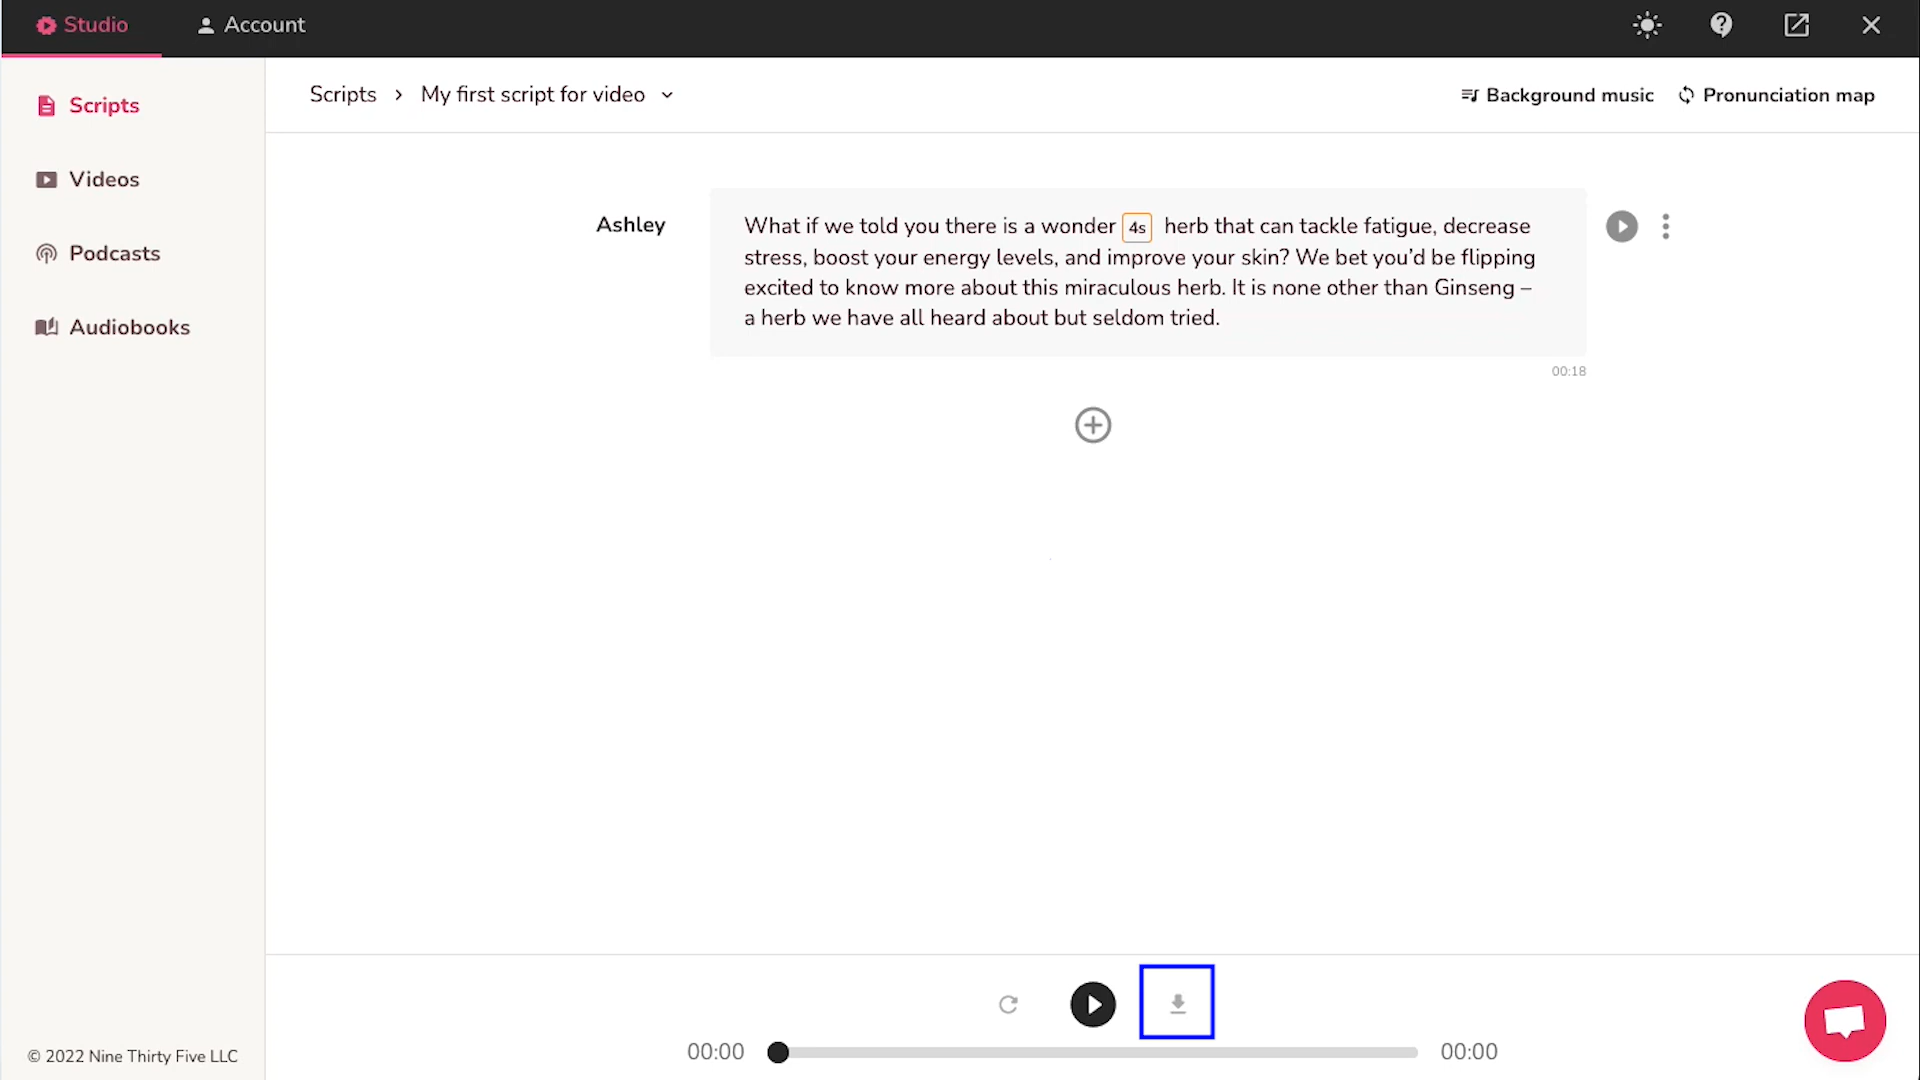 Studio
Account
Scripts
Videos
Podcasts
Audiobooks
Scripts > My first script for video
Background music
Pronunciation map
Ashley
What if we told you there is a wonder 4s herb that can tackle fatigue, decrease
stress, boost your energy levels, and improve your skin? We bet you’d be flipping
excited to know more about this miraculous herb. It is none other than Ginseng –
a herb we have all heard about but seldom tried.
00:18
00:00
00:00
© 2022 Nine Thirty Five LLC